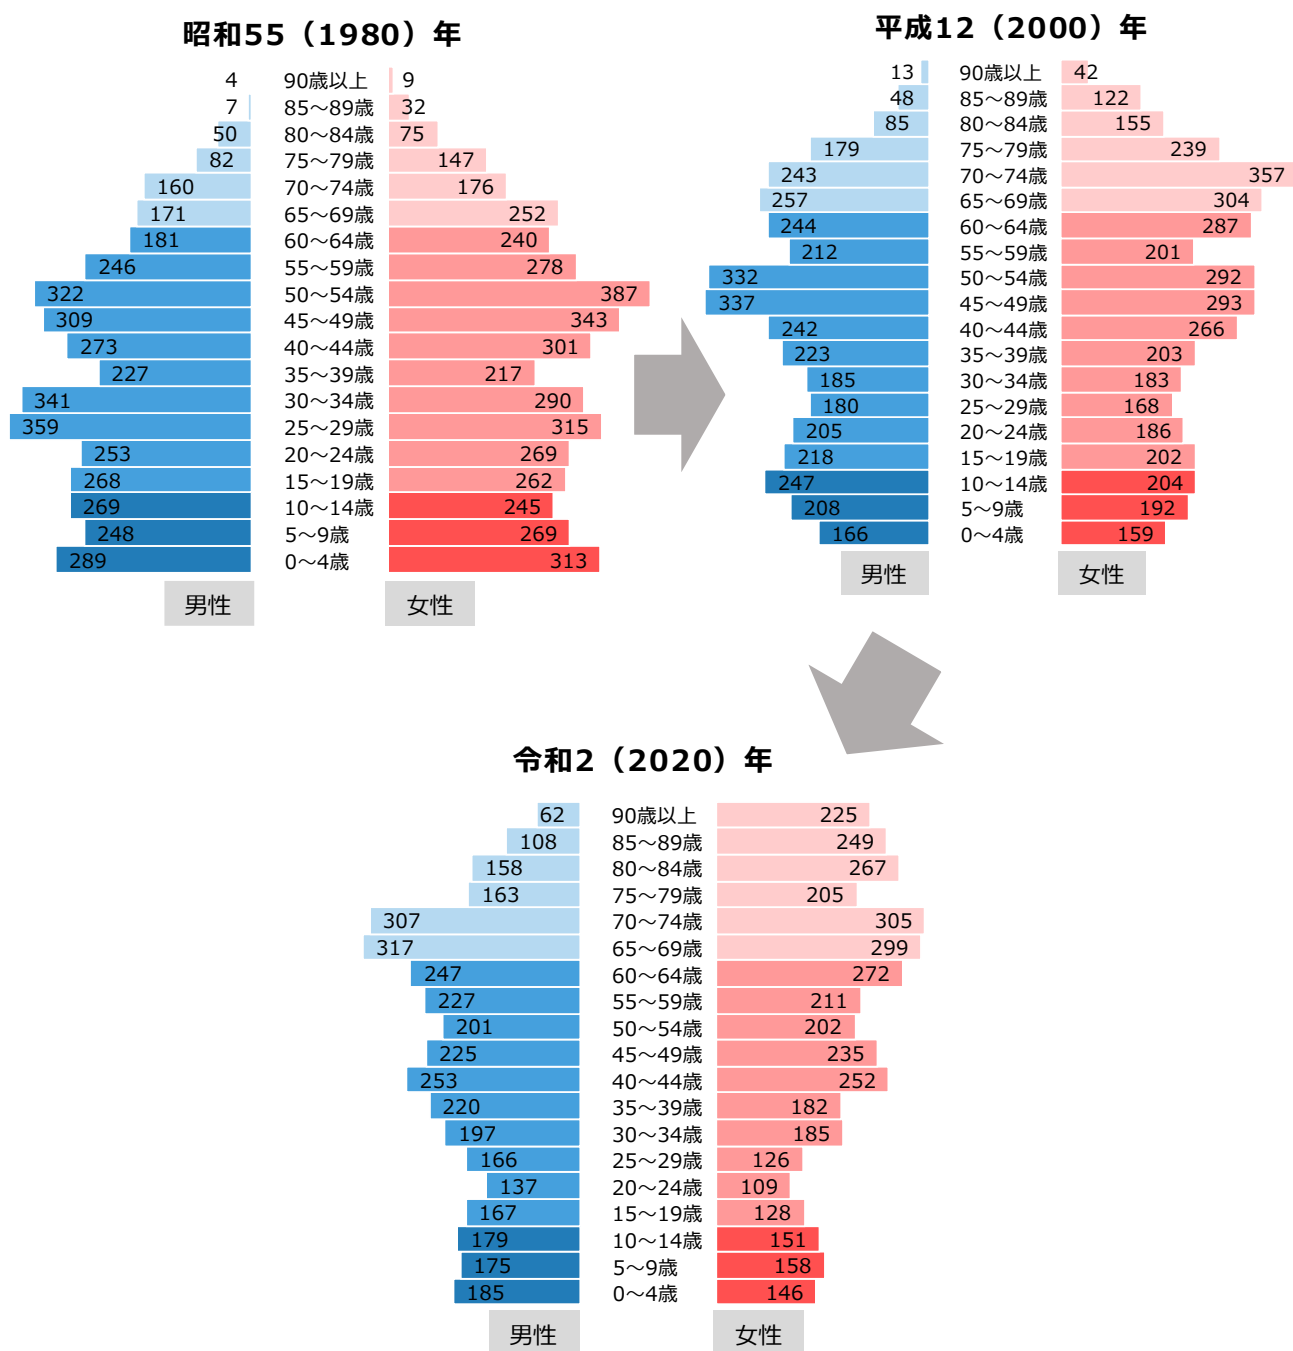 昭和55（1980）年
4 90歳以上 9
7 85～89歳 32
50 80～84歳 75
82 75～79歳 147
160 70～74歳 176
171 65～69歳 252
181 60～64歳 240
246 55～59歳 278
322 50～54歳 387
309 45～49歳 343
273 40～44歳 301
227 35～39歳 217
341 30～34歳 290
359 25～29歳 315
253 20～24歳 269
268 15～19歳 262
269 10～14歳 245
248 5～9歳 269
289 0～4歳 313
男性 女性
平成12（2000）年
13 90歳以上 42
48 85～89歳 122
85 80～84歳 155
179 75～79歳 239
243 70～74歳 357
257 65～69歳 304
244 60～64歳 287
212 55～59歳 201
332 50～54歳 292
337 45～49歳 293
242 40～44歳 266
223 35～39歳 203
185 30～34歳 183
180 25～29歳 168
205 20～24歳 186
218 15～19歳 202
247 10～14歳 204
208 5～9歳 192
166 0～4歳 159
男性 女性
令和2（2020）年
62 90歳以上 225
108 85～89歳 249
158 80～84歳 267
163 75～79歳 205
307 70～74歳 305
317 65～69歳 299
247 60～64歳 272
227 55～59歳 211
201 50～54歳 202
225 45～49歳 235
253 40～44歳 252
220 35～39歳 182
197 30～34歳 185
166 25～29歳 126
137 20～24歳 109
167 15～19歳 128
179 10～14歳 151
175 5～9歳 158
185 0～4歳 146
男性 女性